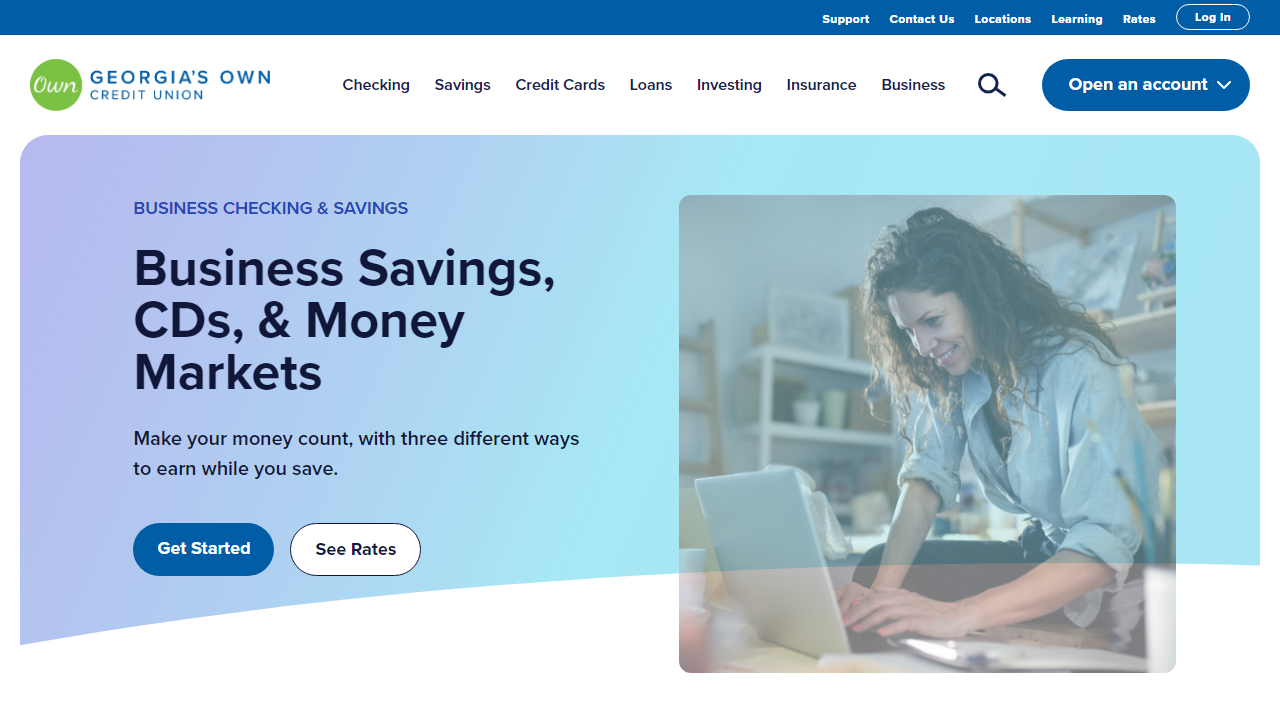 Support Contact Us Locations Learning Rates Log In
Own GEORGIA'S OWN
CREDIT UNION
Checking Savings Credit Cards Loans Investing Insurance Business Open an account
BUSINESS CHECKING & SAVINGS
Business Savings,
CDs, & Money
Markets
Make your money count, with three different ways
to earn while you save.
Get Started See Rates